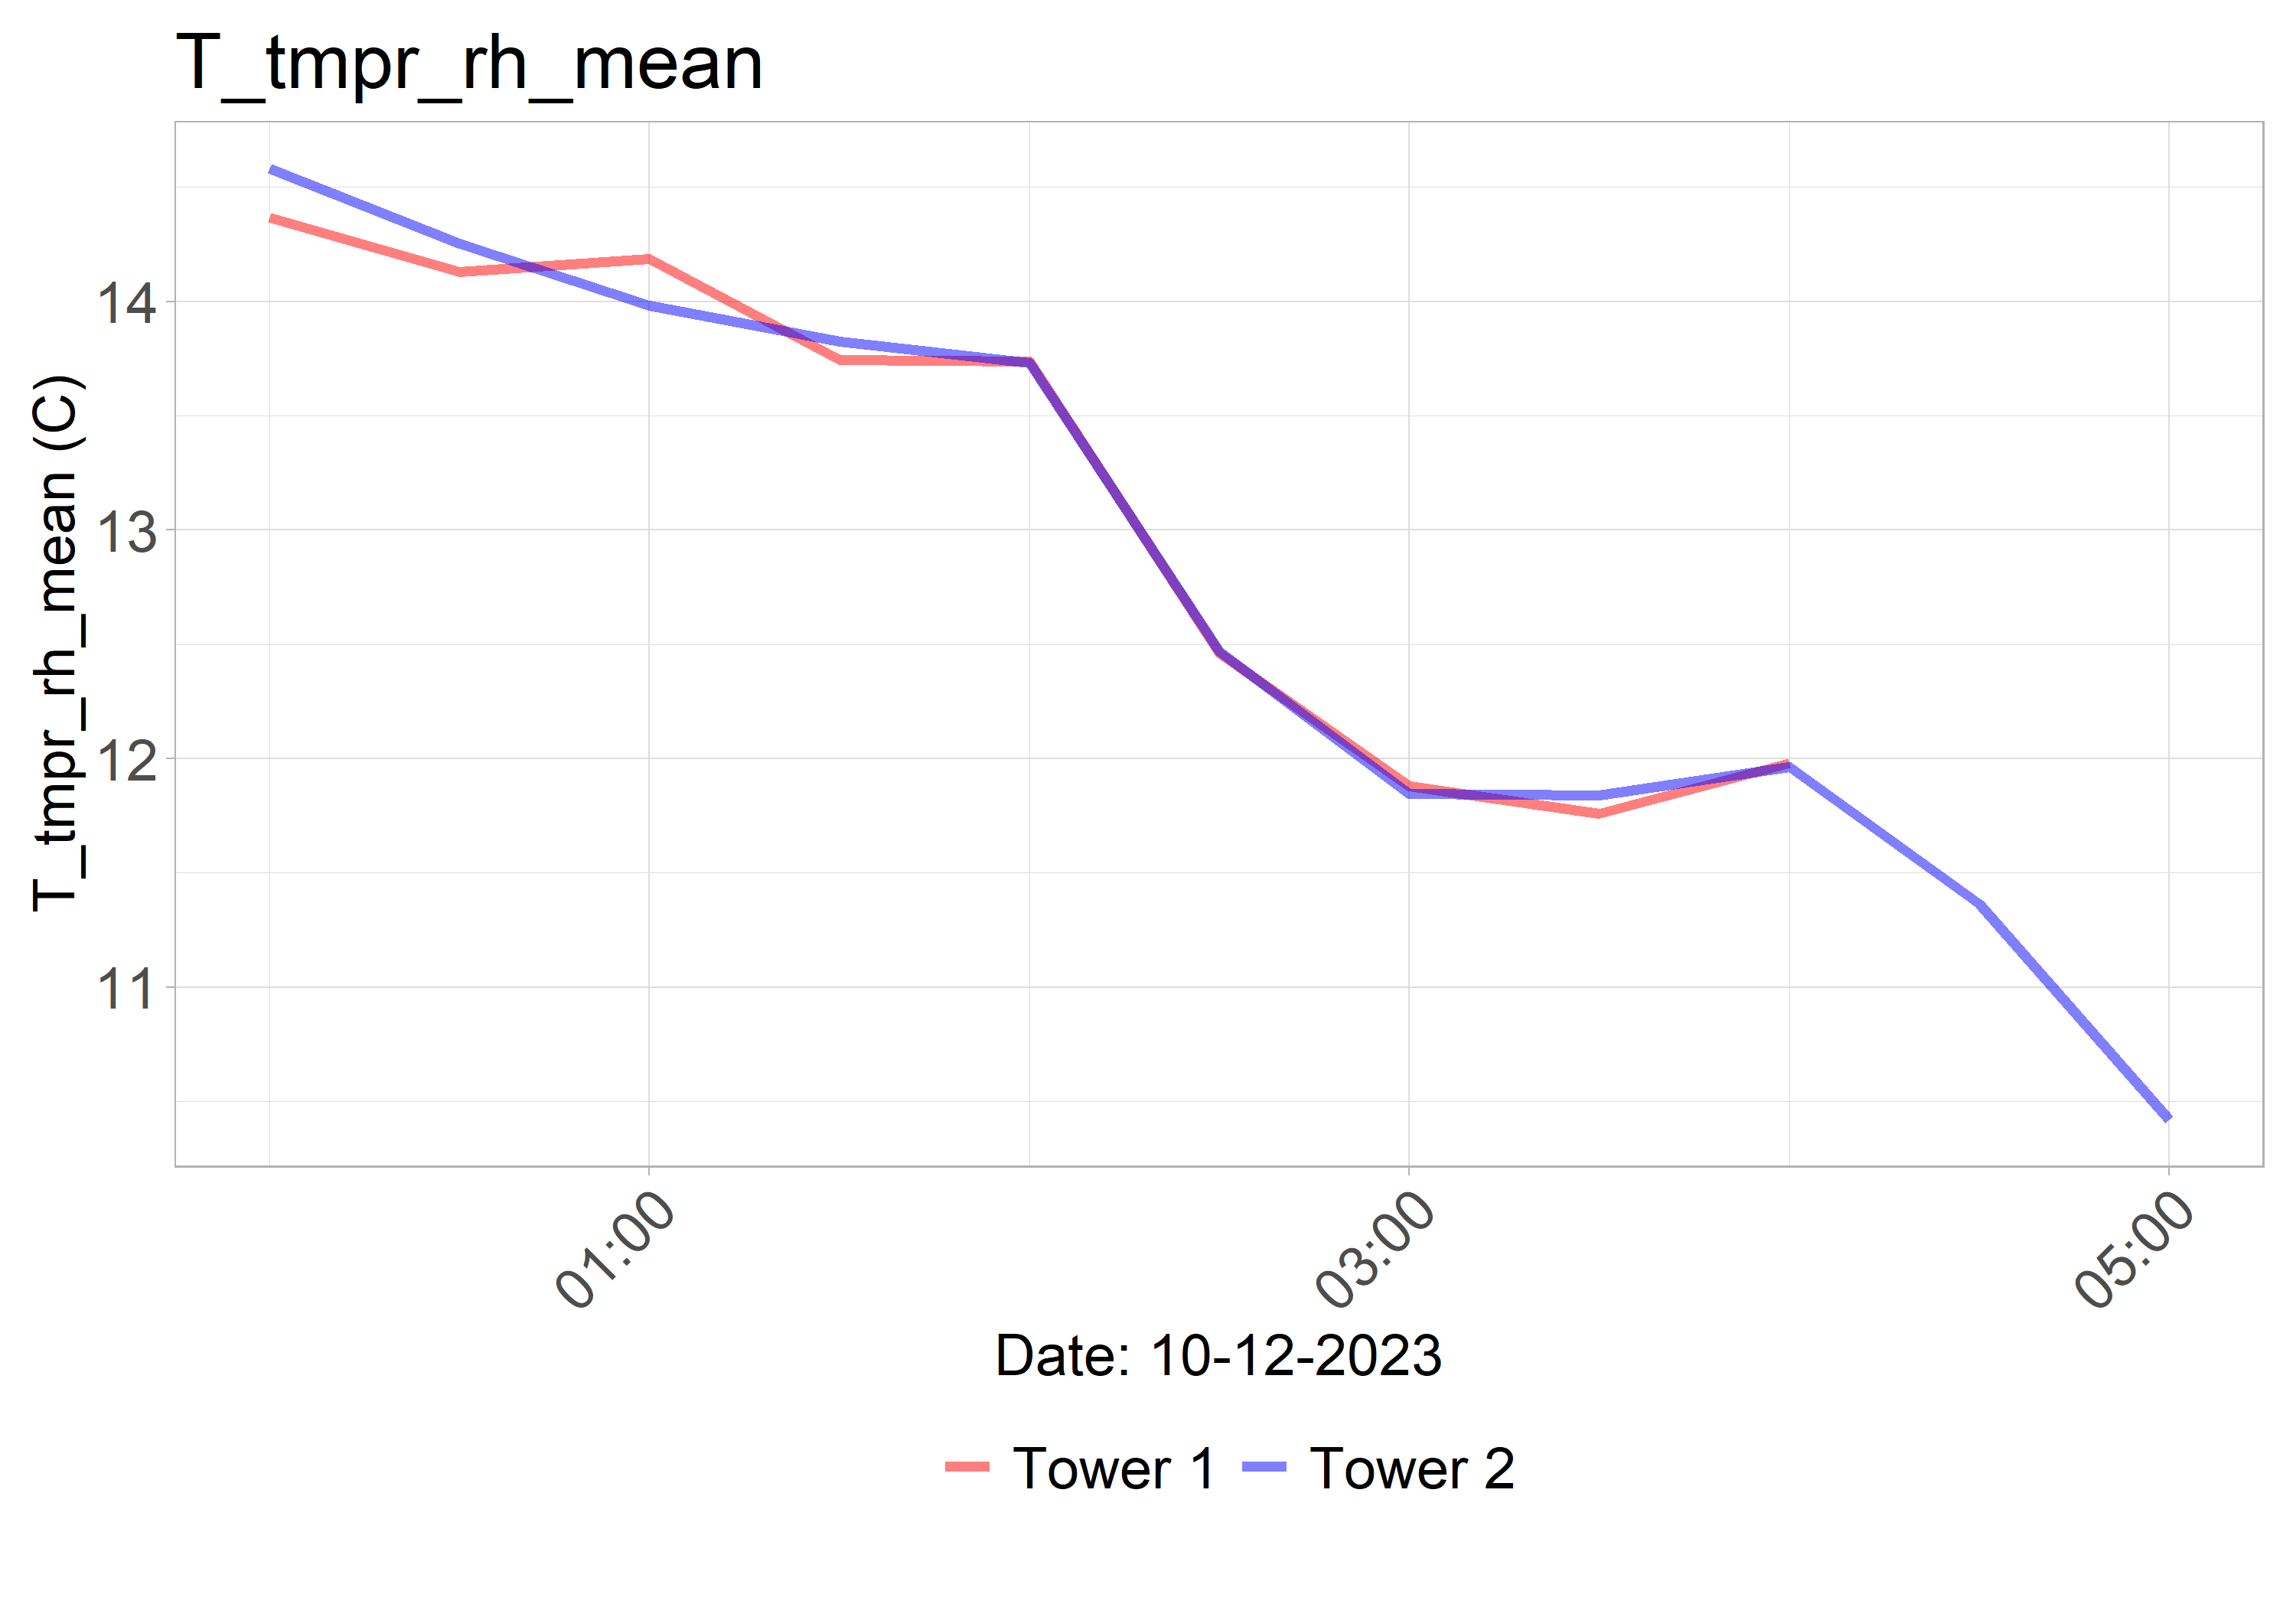 T_tmpr_rh_mean
T_tmpr_rh_mean (C)
14
13
12
11
01:00
03:00
05:00
Date: 10-12-2023
Tower 1
Tower 2